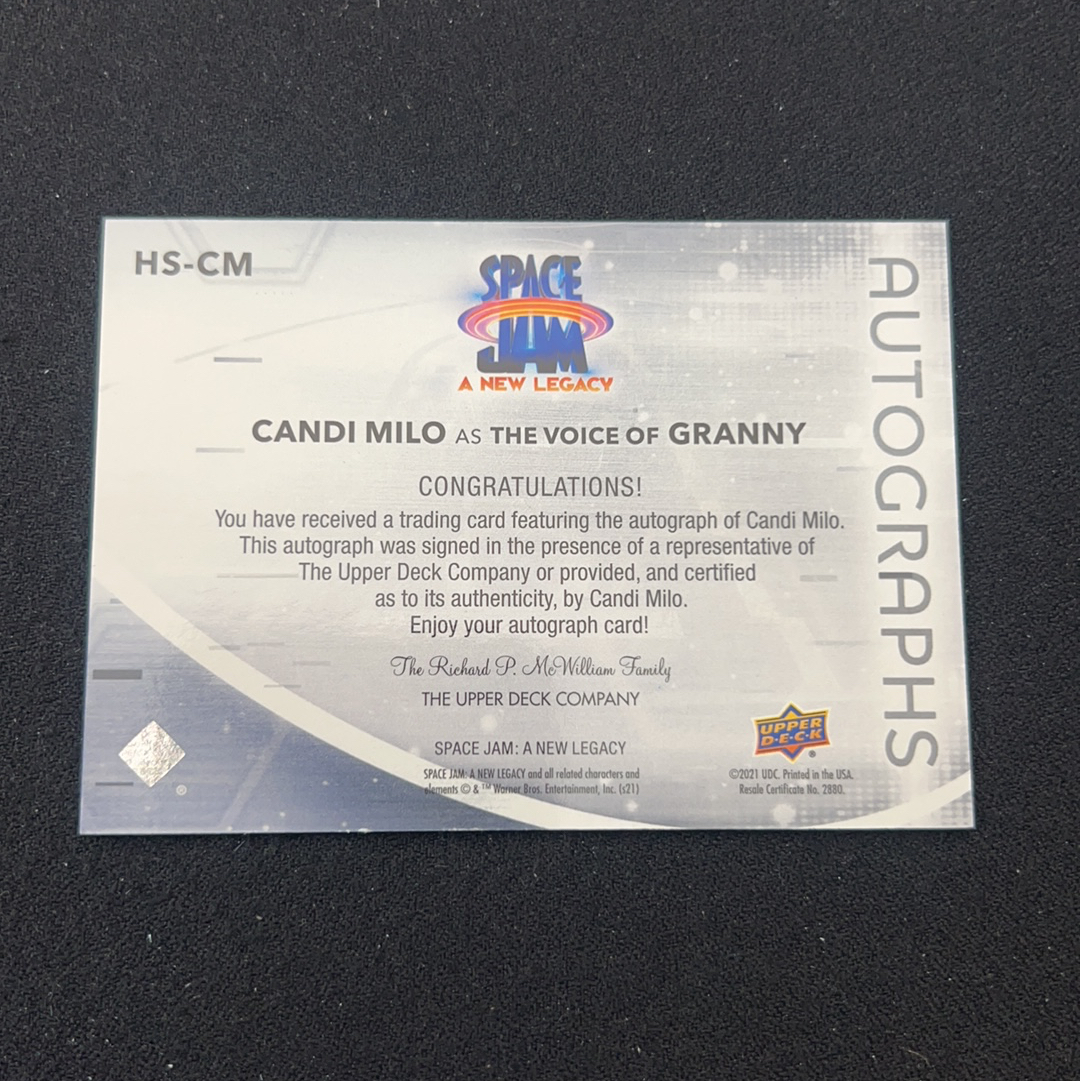 HS-CM
SPACE
JAM
A NEW LEGACY
CANDI MILO AS THE VOICE OF GRANNY
CONGRATULATIONS!
You have received a trading card featuring the autograph of Candi Milo.
This autograph was signed in the presence of a representative of
The Upper Deck Company or provided, and certified
as to its authenticity, by Candi Milo.
Enjoy your autograph card!
The Richard P. McWilliam Family
THE UPPER DECK COMPANY
SPACE JAM: A NEW LEGACY
SPACE JAM: A NEW LEGACY and all related characters and
elements © & ™ Warner Bros. Entertainment, Inc. (s21)
UPPER
D·E·C·K
®
©2021 UDC. Printed in the USA.
Resale Certificate No. 2880.
®
AUTOGRAPHS